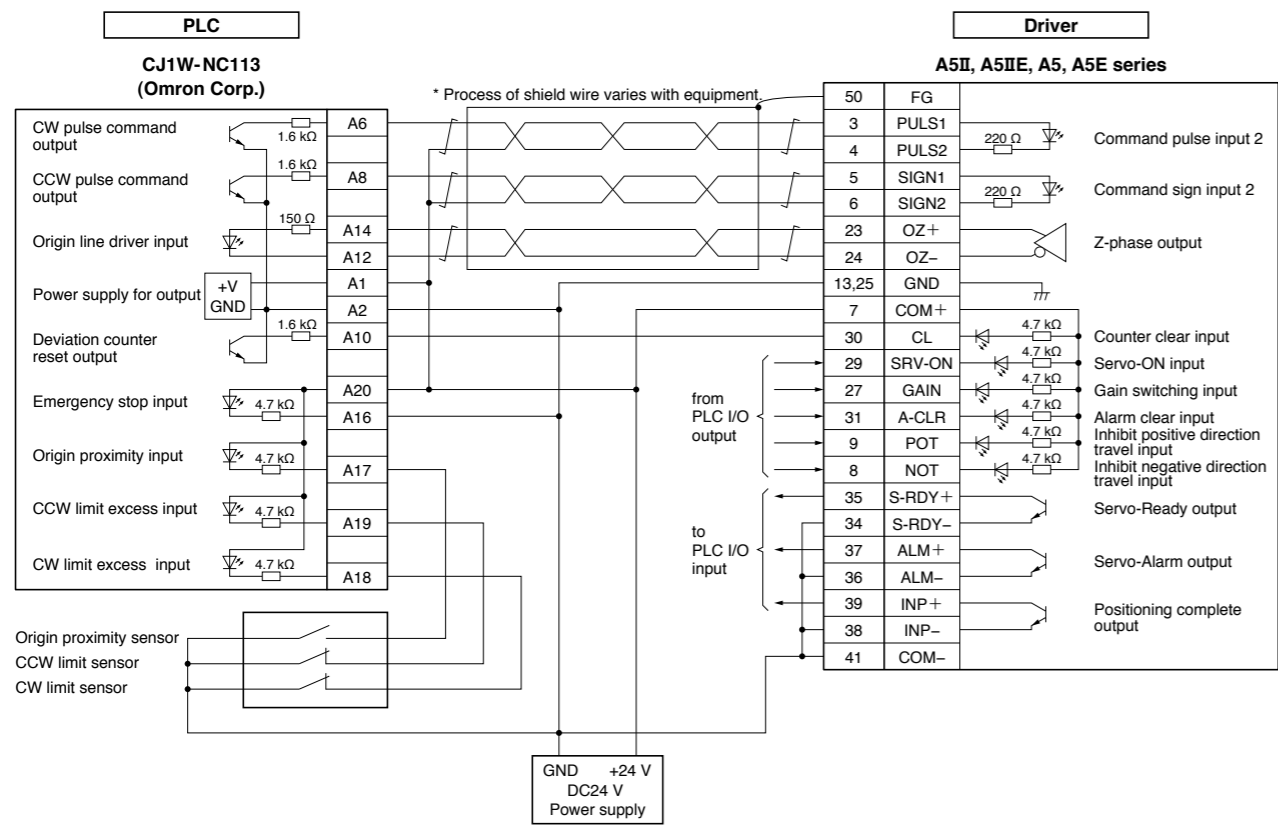 PLC
Driver
CJ1W-NC113
(Omron Corp.)
A5II, A5IIE, A5, A5E series
* Process of shield wire varies with equipment.
CW pulse command
output
1.6 kΩ
A6
CCW pulse command
output
1.6 kΩ
A8
Origin line driver input
150 Ω
A14
A12
Power supply for output
+V
GND
A1
A2
Deviation counter
reset output
1.6 kΩ
A10
A20
Emergency stop input
4.7 kΩ
A16
Origin proximity input
4.7 kΩ
A17
CCW limit excess input
4.7 kΩ
A19
CW limit excess input
4.7 kΩ
A18
Origin proximity sensor
CCW limit sensor
CW limit sensor
50 FG
3 PULS1
4 PULS2
220 Ω
Command pulse input 2
5 SIGN1
6 SIGN2
220 Ω
Command sign input 2
23 OZ+
24 OZ−
Z-phase output
13,25 GND
7 COM+
30 CL
4.7 kΩ
Counter clear input
29 SRV-ON
4.7 kΩ
Servo-ON input
27 GAIN
4.7 kΩ
Gain switching input
31 A-CLR
4.7 kΩ
Alarm clear input
9 POT
4.7 kΩ
Inhibit positive direction
travel input
8 NOT
4.7 kΩ
Inhibit negative direction
travel input
from
PLC I/O
output
35 S-RDY+
34 S-RDY−
Servo-Ready output
37 ALM+
36 ALM−
Servo-Alarm output
39 INP+
38 INP−
Positioning complete
output
41 COM−
to
PLC I/O
input
GND +24 V
DC24 V
Power supply